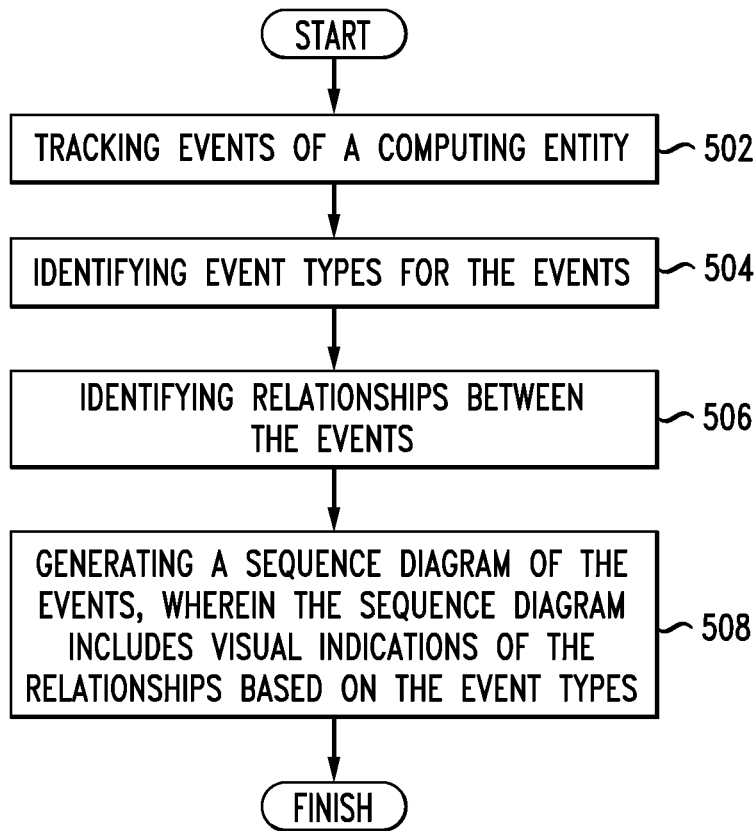 START
TRACKING EVENTS OF A COMPUTING ENTITY
502
IDENTIFYING EVENT TYPES FOR THE EVENTS
504
IDENTIFYING RELATIONSHIPS BETWEEN
THE EVENTS
506
GENERATING A SEQUENCE DIAGRAM OF THE
EVENTS, WHEREIN THE SEQUENCE DIAGRAM
INCLUDES VISUAL INDICATIONS OF THE
RELATIONSHIPS BASED ON THE EVENT TYPES
508
FINISH